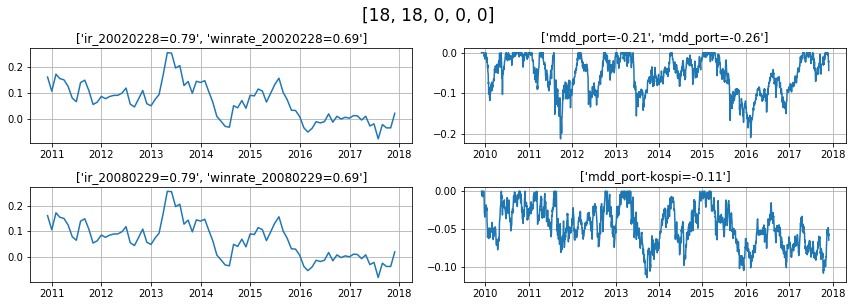 [18, 18, 0, 0, 0]
['ir_20020228=0.79', 'winrate_20020228=0.69']
0.2
0.1
0.0
2011 2012 2013 2014 2015 2016 2017 2018
['mdd_port=-0.21', 'mdd_port=-0.26']
0.0
−0.1
−0.2
2010 2011 2012 2013 2014 2015 2016 2017 2018
['ir_20080229=0.79', 'winrate_20080229=0.69']
0.2
0.1
0.0
2011 2012 2013 2014 2015 2016 2017 2018
['mdd_port-kospi=-0.11']
0.00
−0.05
−0.10
2010 2011 2012 2013 2014 2015 2016 2017 2018